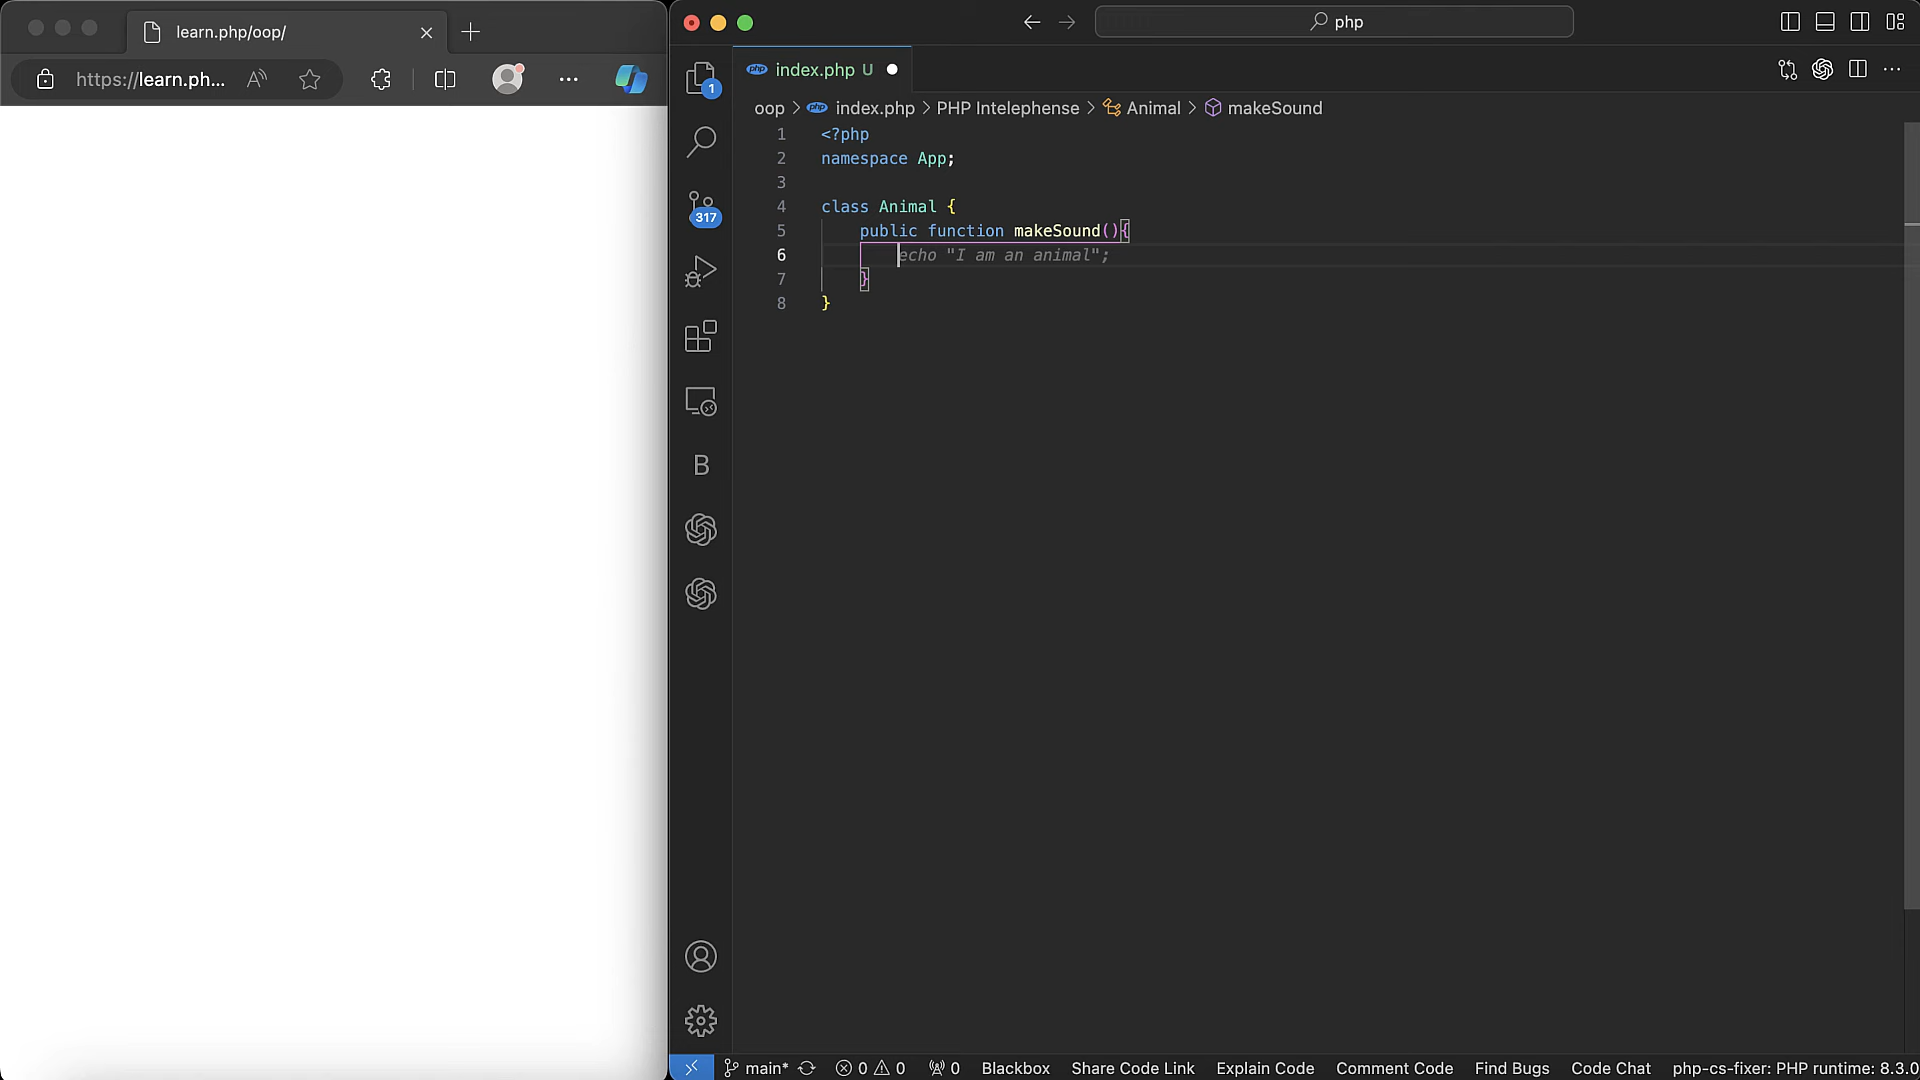 learn.php/oop/
https://learn.ph...
php
1
317
B
index.php U
oop > index.php > PHP Intelephense > Animal > makeSound
1 <?php
2 namespace App;
3
4 class Animal {
5 public function makeSound(){
6 echo "I am an animal";
7 }
8 }
main* 0 0 0 Blackbox Share Code Link Explain Code Comment Code Find Bugs Code Chat php-cs-fixer: PHP runtime: 8.3.0